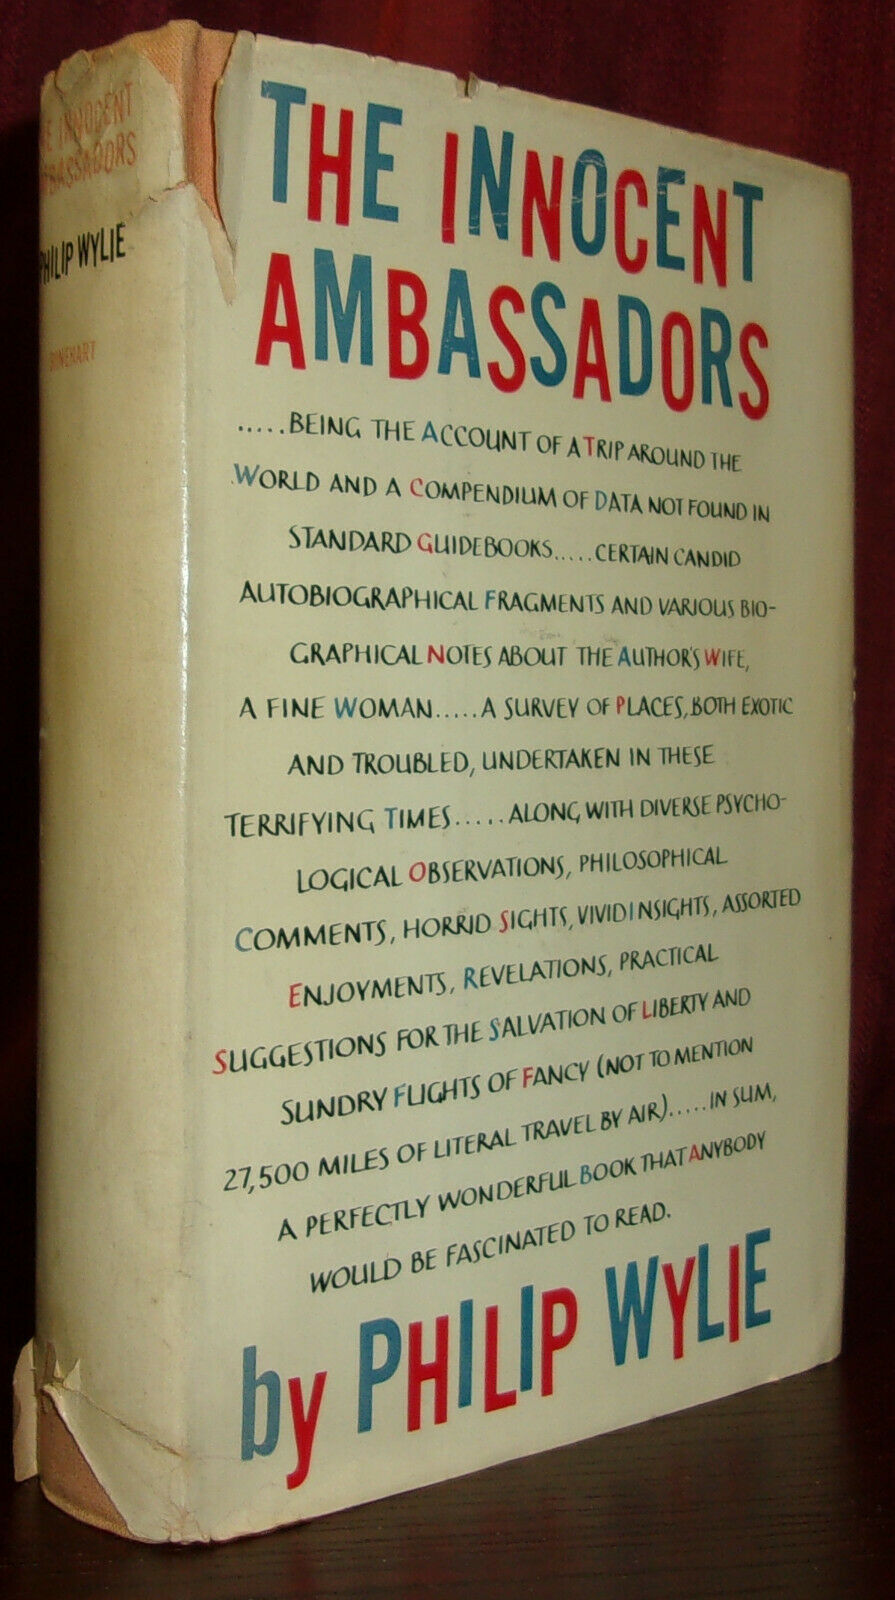 THE INNOCENT
AMBASSADORS
PHILIP WYLIE
RINEHART
THE INNOCENT
AMBASSADORS
.....BEING THE ACCOUNT OF A TRIP AROUND THE
WORLD AND A COMPENDIUM OF DATA NOT FOUND IN
STANDARD GUIDEBOOKS.....CERTAIN CANDID
AUTOBIOGRAPHICAL FRAGMENTS AND VARIOUS BIO-
GRAPHICAL NOTES ABOUT THE AUTHOR'S WIFE,
A FINE WOMAN.....A SURVEY OF PLACES, BOTH EXOTIC
AND TROUBLED, UNDERTAKEN IN THESE
TERRIFYING TIMES.....ALONG WITH DIVERSE PSYCHO-
LOGICAL OBSERVATIONS, PHILOSOPHICAL
COMMENTS, HORRID SIGHTS, VIVID INSIGHTS, ASSORTED
ENJOYMENTS, REVELATIONS, PRACTICAL
SUGGESTIONS FOR THE SALVATION OF LIBERTY AND
SUNDRY FLIGHTS OF FANCY (NOT TO MENTION
27,500 MILES OF LITERAL TRAVEL BY AIR).....IN SUM,
A PERFECTLY WONDERFUL BOOK THAT ANYBODY
WOULD BE FASCINATED TO READ.
by PHILIP WYLIE